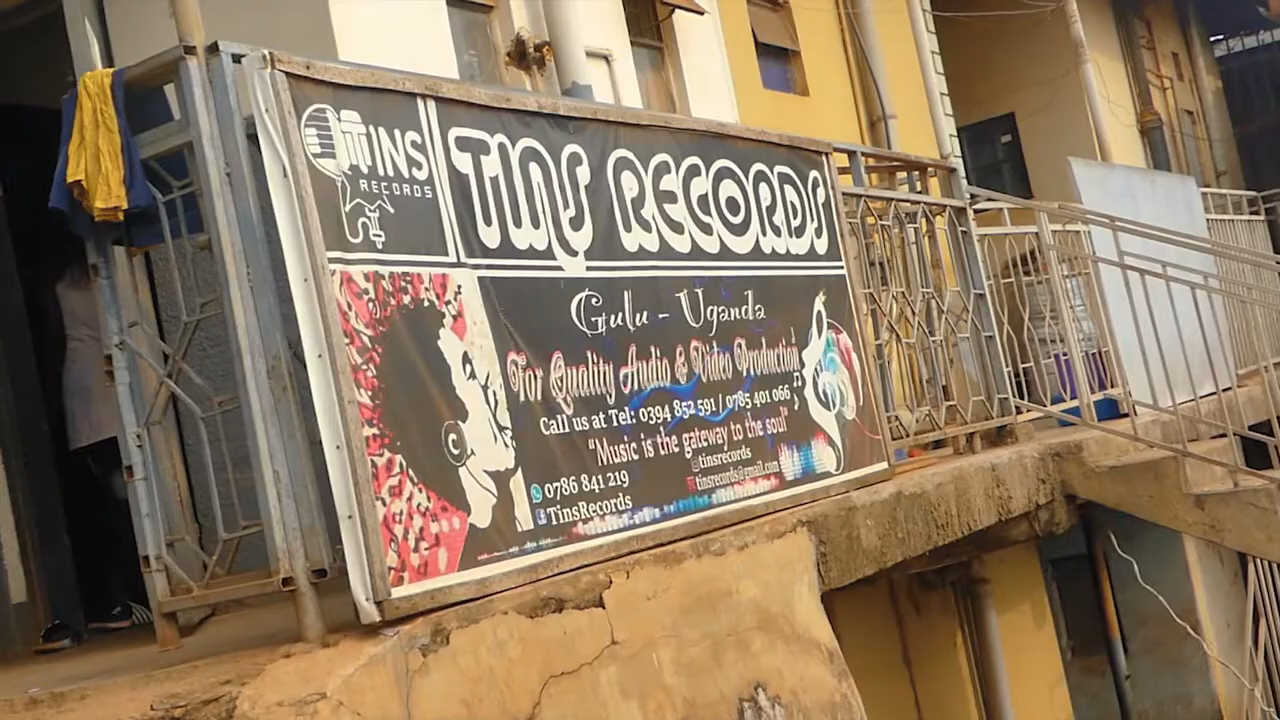 TINS
RECORDS
TINS RECORDS
Gulu - Uganda
For Quality Audio & Video Production
Call us at Tel: 0394 852 591 / 0785 401 066
"Music is the gateway to the soul"
0786 841 219
@tinsrecords
TinsRecords
tinsrecords@gmail.com